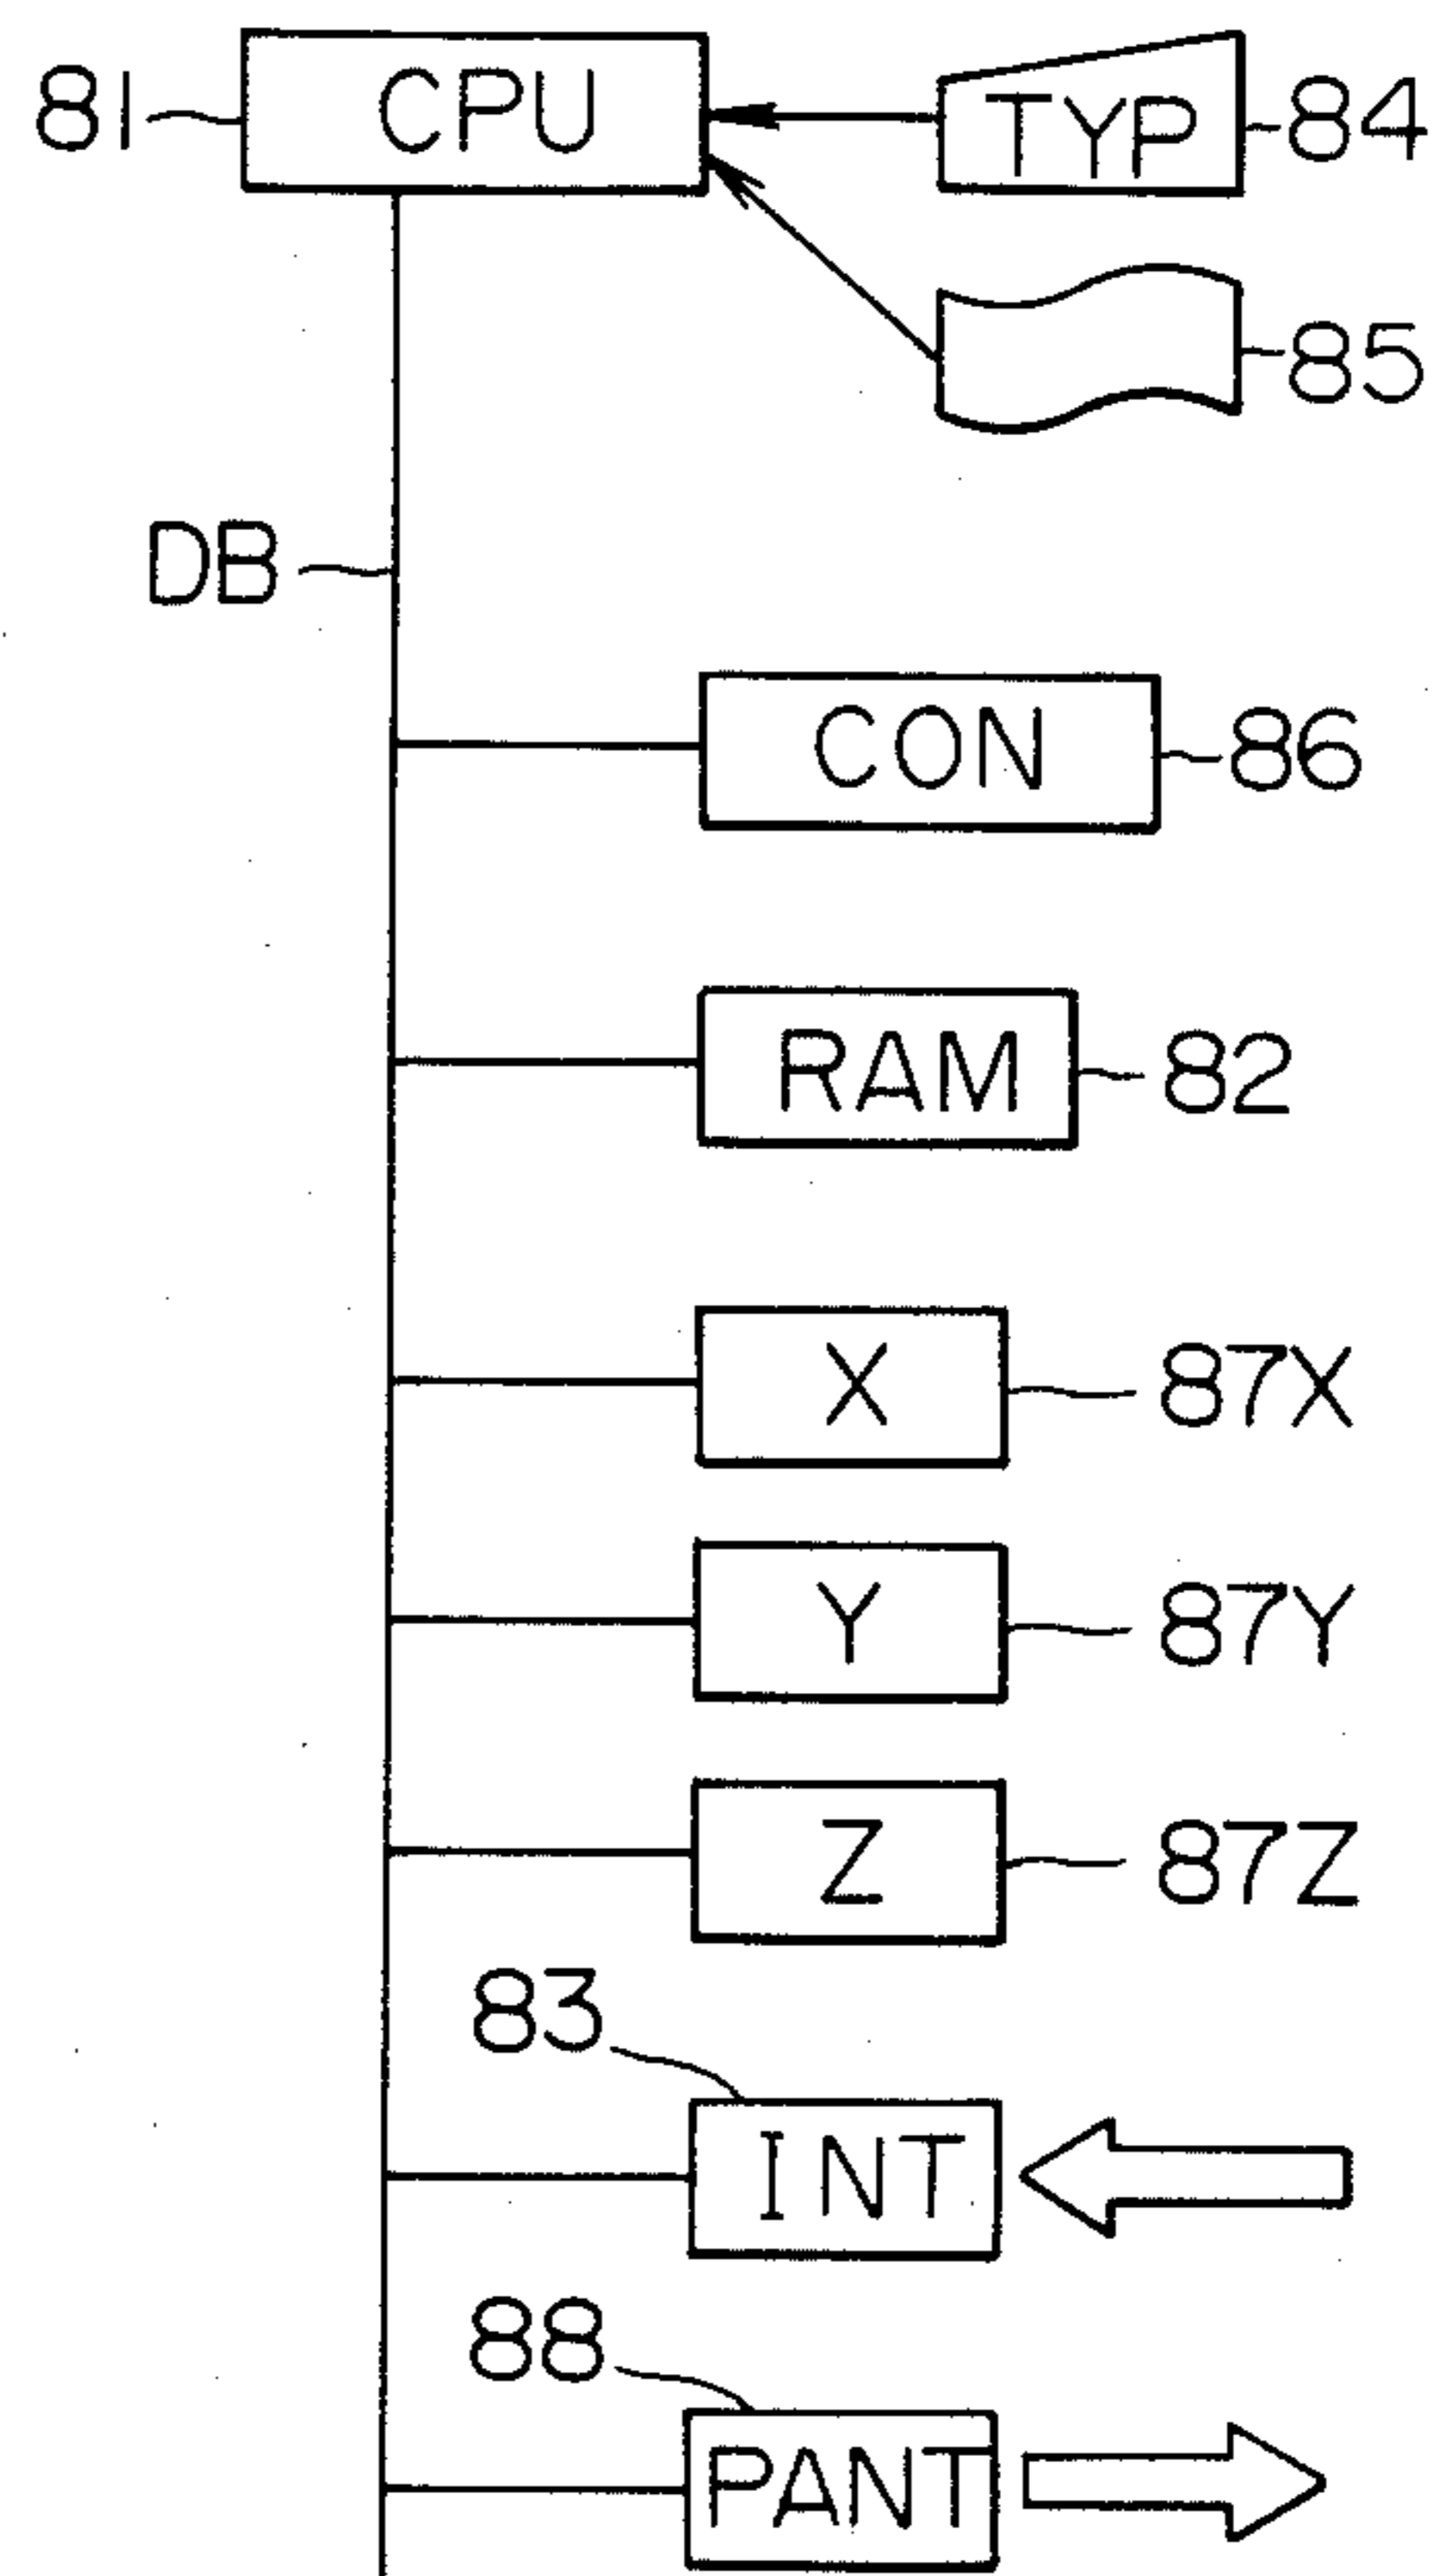 81 CPU TYP 84
85
DB
CON 86
RAM 82
X 87X
Y 87Y
Z 87Z
83
INT
88
PANT